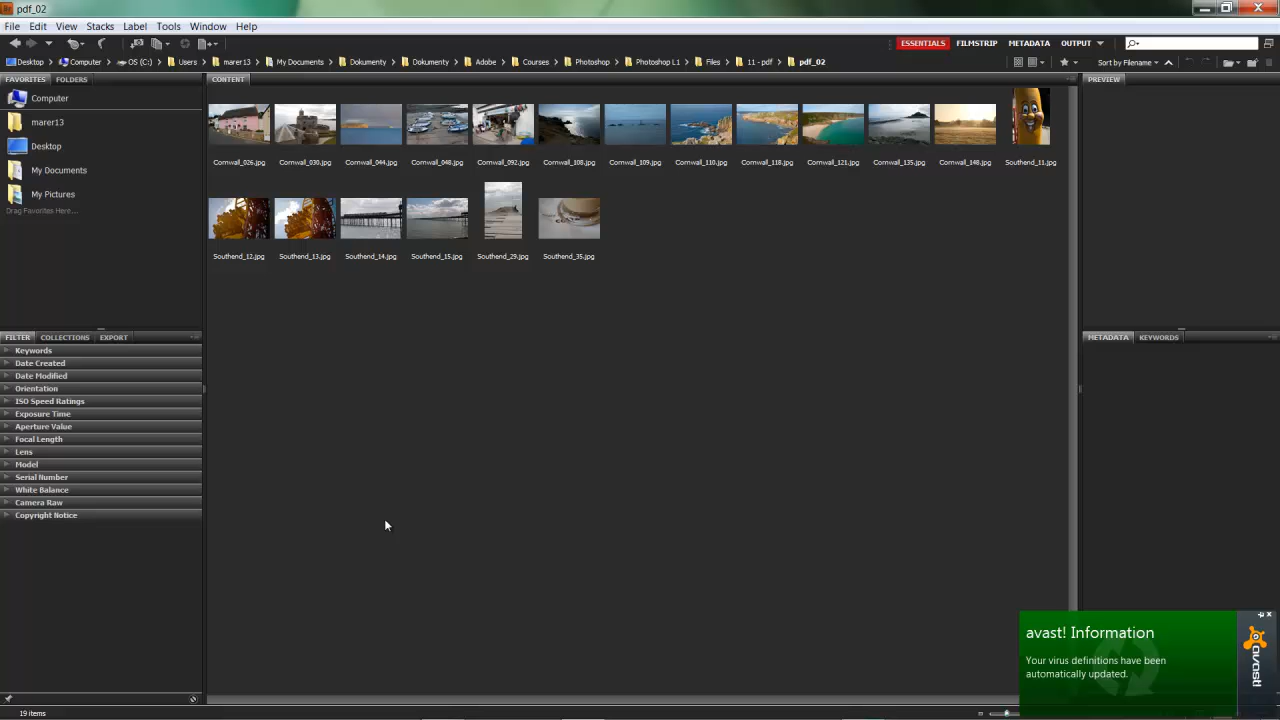 Br pdf_02
File Edit View Stacks Label Tools Window Help
ESSENTIALS FILMSTRIP METADATA OUTPUT
Desktop Computer OS (C:) Users marer13 My Documents Dokumenty Dokumenty Adobe Courses Photoshop Photoshop L1 Files 11 - pdf pdf_02 Sort by Filename
FAVORITES FOLDERS CONTENT PREVIEW
Computer
marer13
Desktop
My Documents
My Pictures
Drag Favorites Here...
Cornwall_026.jpg Cornwall_030.jpg Cornwall_044.jpg Cornwall_048.jpg Cornwall_092.jpg Cornwall_108.jpg Cornwall_109.jpg Cornwall_110.jpg Cornwall_118.jpg Cornwall_121.jpg Cornwall_135.jpg Cornwall_148.jpg Southend_11.jpg
Southend_12.jpg Southend_13.jpg Southend_14.jpg Southend_15.jpg Southend_29.jpg Southend_35.jpg
FILTER COLLECTIONS EXPORT METADATA KEYWORDS
Keywords
Date Created
Date Modified
Orientation
ISO Speed Ratings
Exposure Time
Aperture Value
Focal Length
Lens
Model
Serial Number
White Balance
Camera Raw
Copyright Notice
avast! Information
Your virus definitions have been
automatically updated.
avast!
19 items